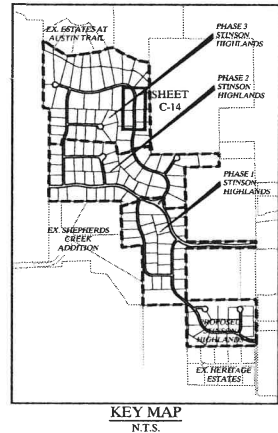 EX. ESTATES AT
AUSTIN TRAIL
PHASE 3
STINSON
HIGHLANDS
SHEET
C-14
PHASE 2
STINSON
HIGHLANDS
PHASE 1
STINSON
HIGHLANDS
EX. SHEPHERDS
CREEK
ADDITION
PROPOSED
STINSON
HIGHLANDS
EX. HERITAGE
ESTATES
KEY MAP
N.T.S.